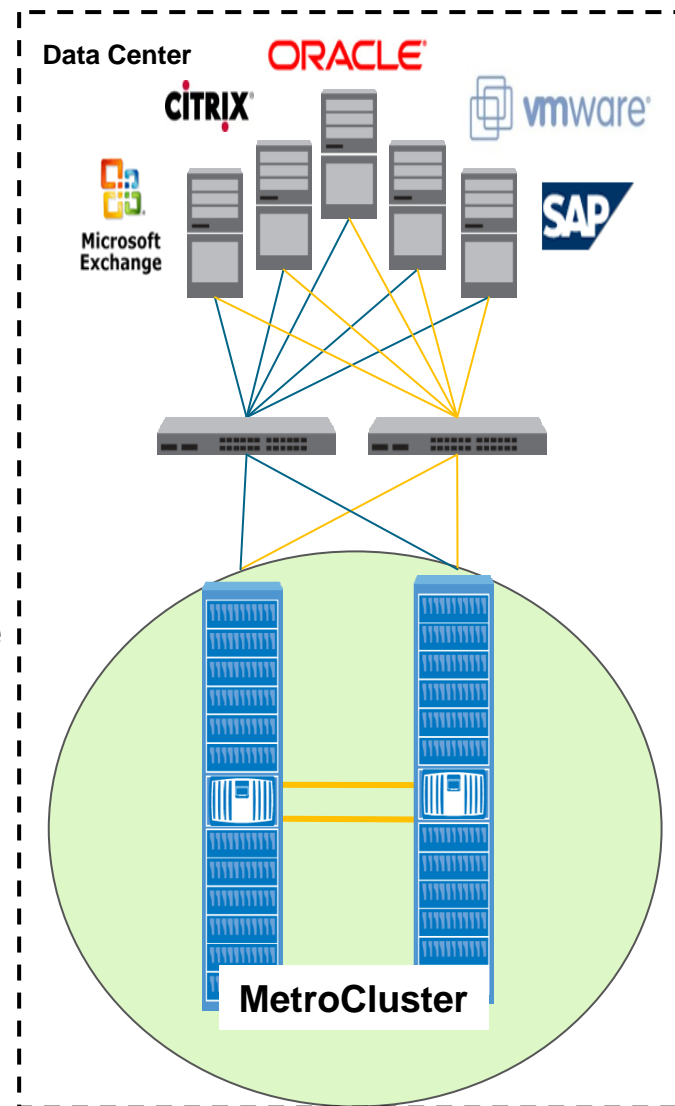 Data Center
ORACLE
CITRIX
vmware
Microsoft
Exchange
SAP
MetroCluster